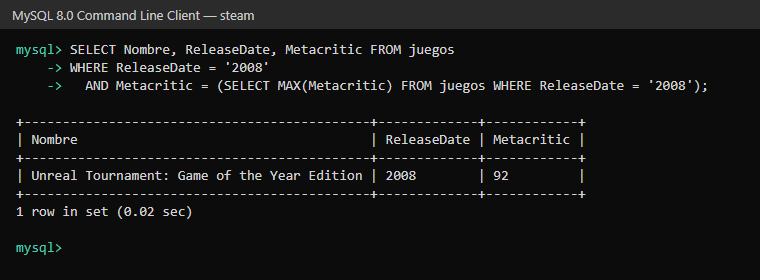 MySQL 8.0 Command Line Client — steam
mysql> SELECT Nombre, ReleaseDate, Metacritic FROM juegos
    -> WHERE ReleaseDate = '2008'
    ->   AND Metacritic = (SELECT MAX(Metacritic) FROM juegos WHERE ReleaseDate = '2008');
+--------------------------------------------+-------------+------------+
| Nombre                                     | ReleaseDate | Metacritic |
+--------------------------------------------+-------------+------------+
| Unreal Tournament: Game of the Year Edition | 2008        | 92         |
+--------------------------------------------+-------------+------------+
1 row in set (0.02 sec)
mysql>